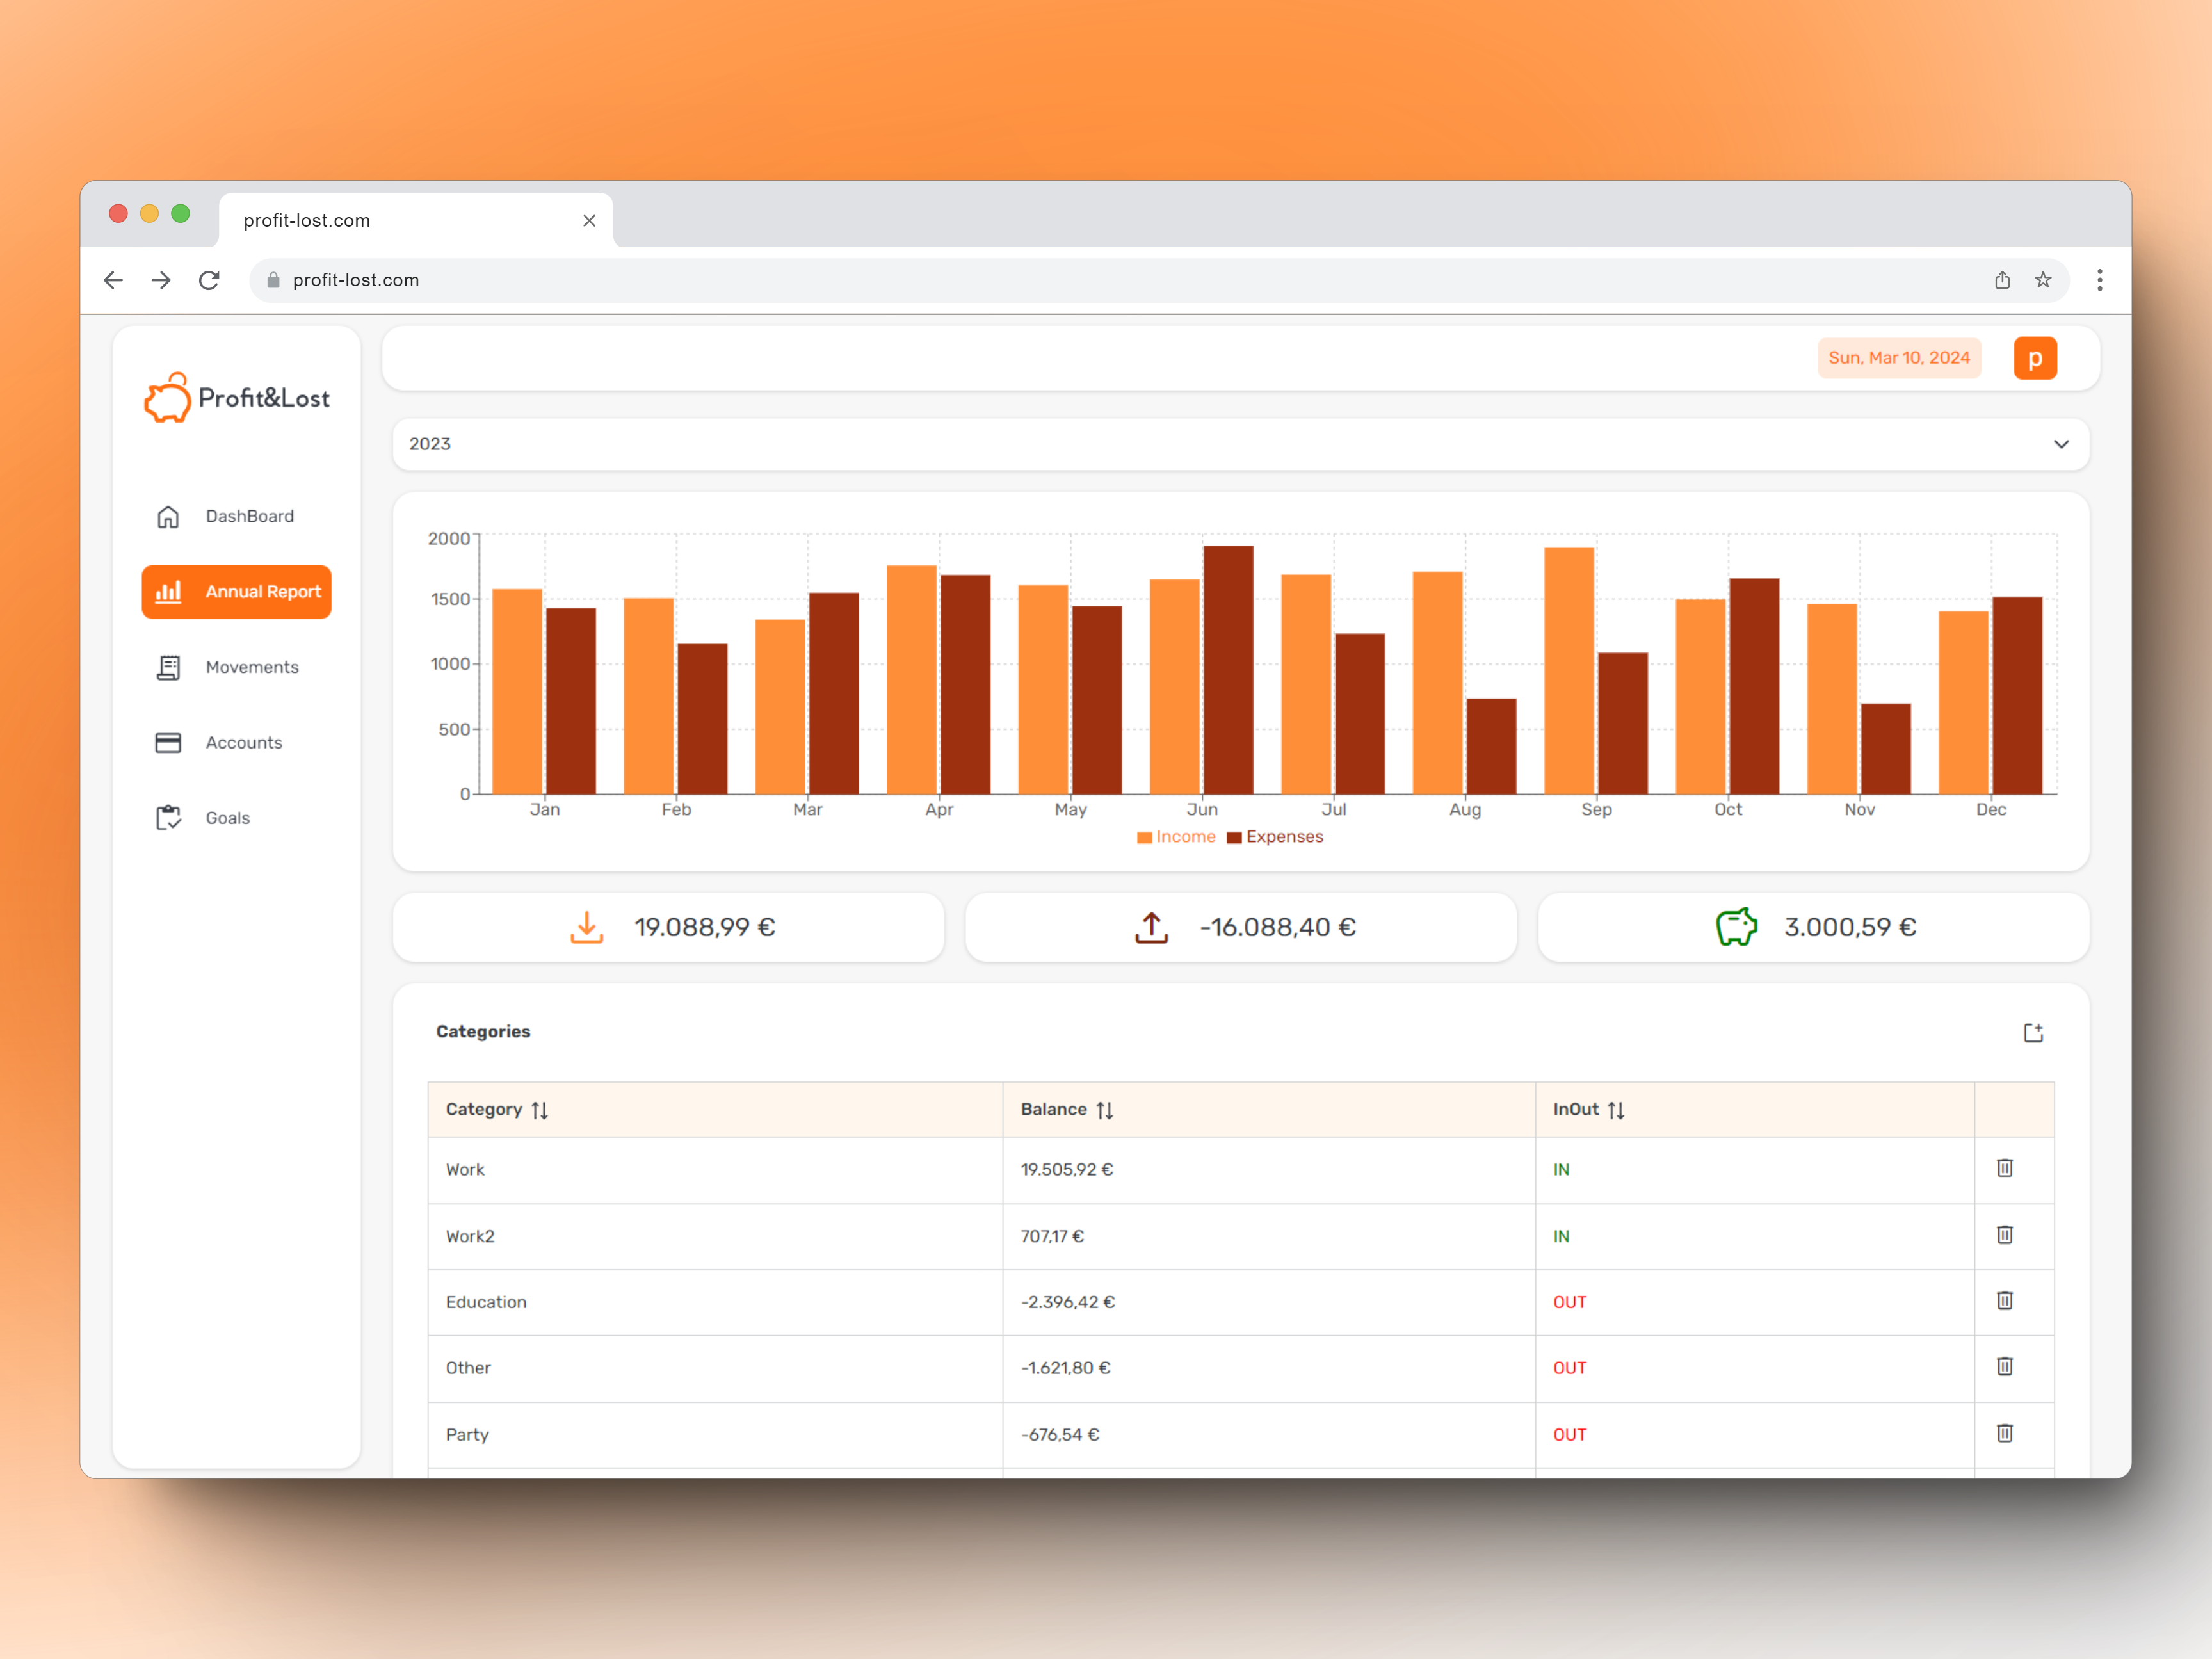 profit-lost.com
profit-lost.com
Profit&Lost
Sun, Mar 10, 2024
p
2023
DashBoard
Annual Report
Movements
Accounts
Goals
2000
1500
1000
500
0
Jan Feb Mar Apr May Jun Jul Aug Sep Oct Nov Dec
Income Expenses
19.088,99 € -16.088,40 € 3.000,59 €
Categories
Category Balance InOut
Work 19.505,92 € IN
Work2 707,17 € IN
Education -2.396,42 € OUT
Other -1.621,80 € OUT
Party -676,54 € OUT